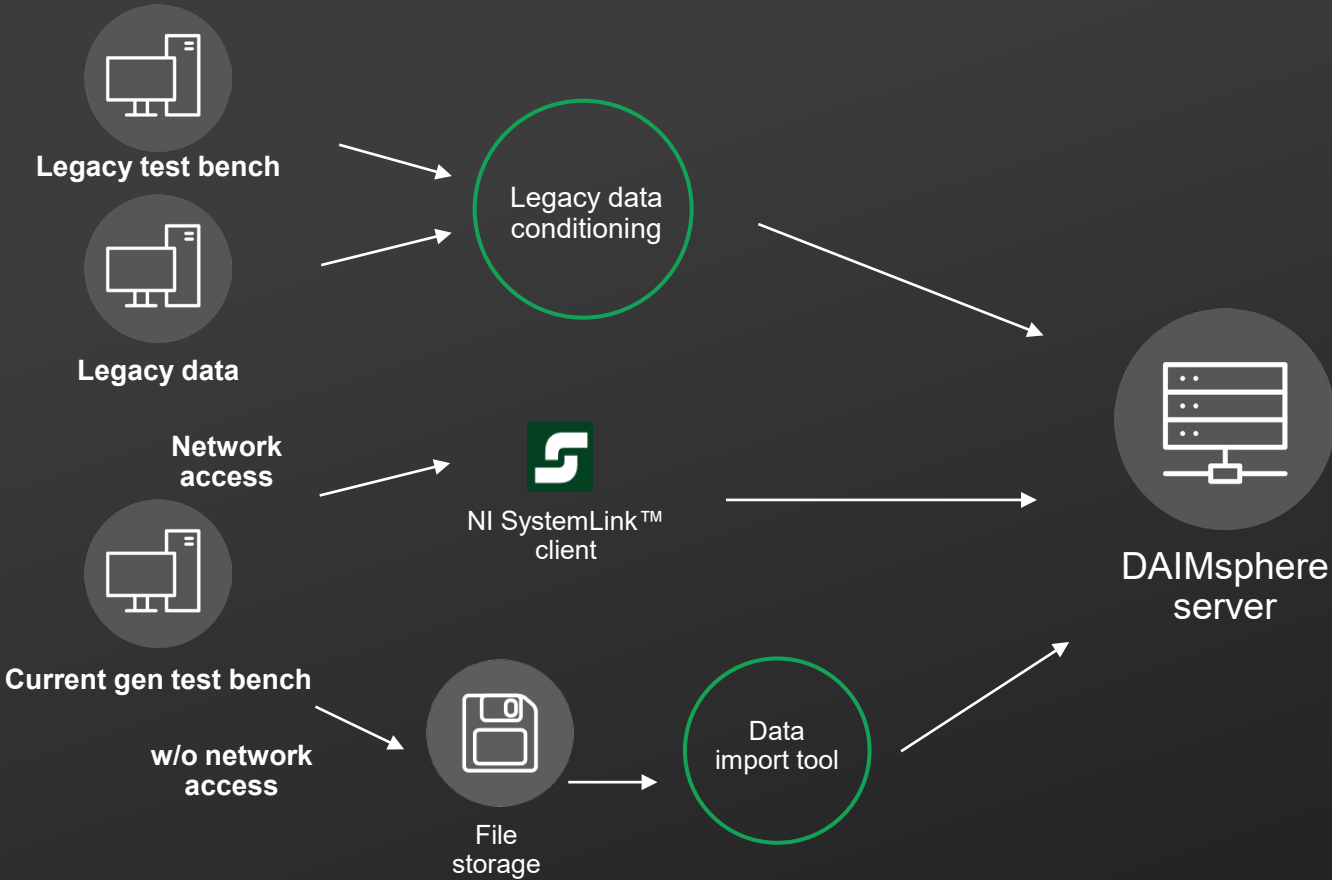 Legacy test bench
Legacy data
conditioning
Legacy data
Network
access
NI SystemLink™
client
DAIMsphere
server
Current gen test bench
w/o network
access
Data
import tool
File
storage